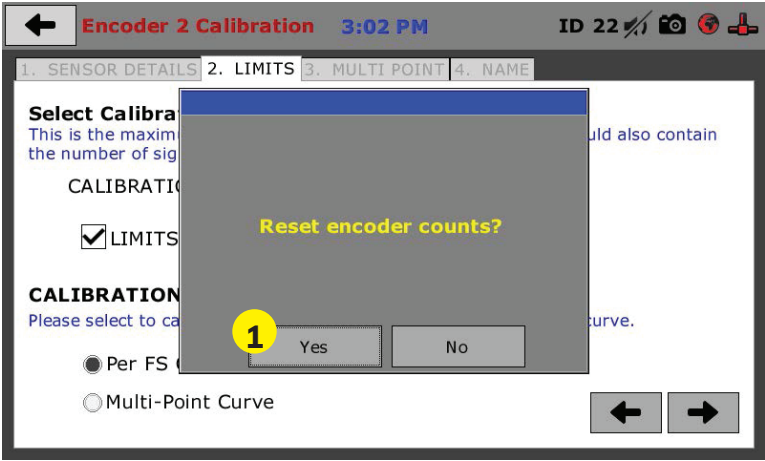 Encoder 2 Calibration 3:02 PM ID 22
1. SENSOR DETAILS 2. LIMITS 3. MULTI POINT 4. NAME
Select Calibra
This is the maxim uld also contain
the number of sig
CALIBRATI
LIMITS
Reset encoder counts?
CALIBRATION
Please select to ca curve.
1
Yes No
Per FS
Multi-Point Curve